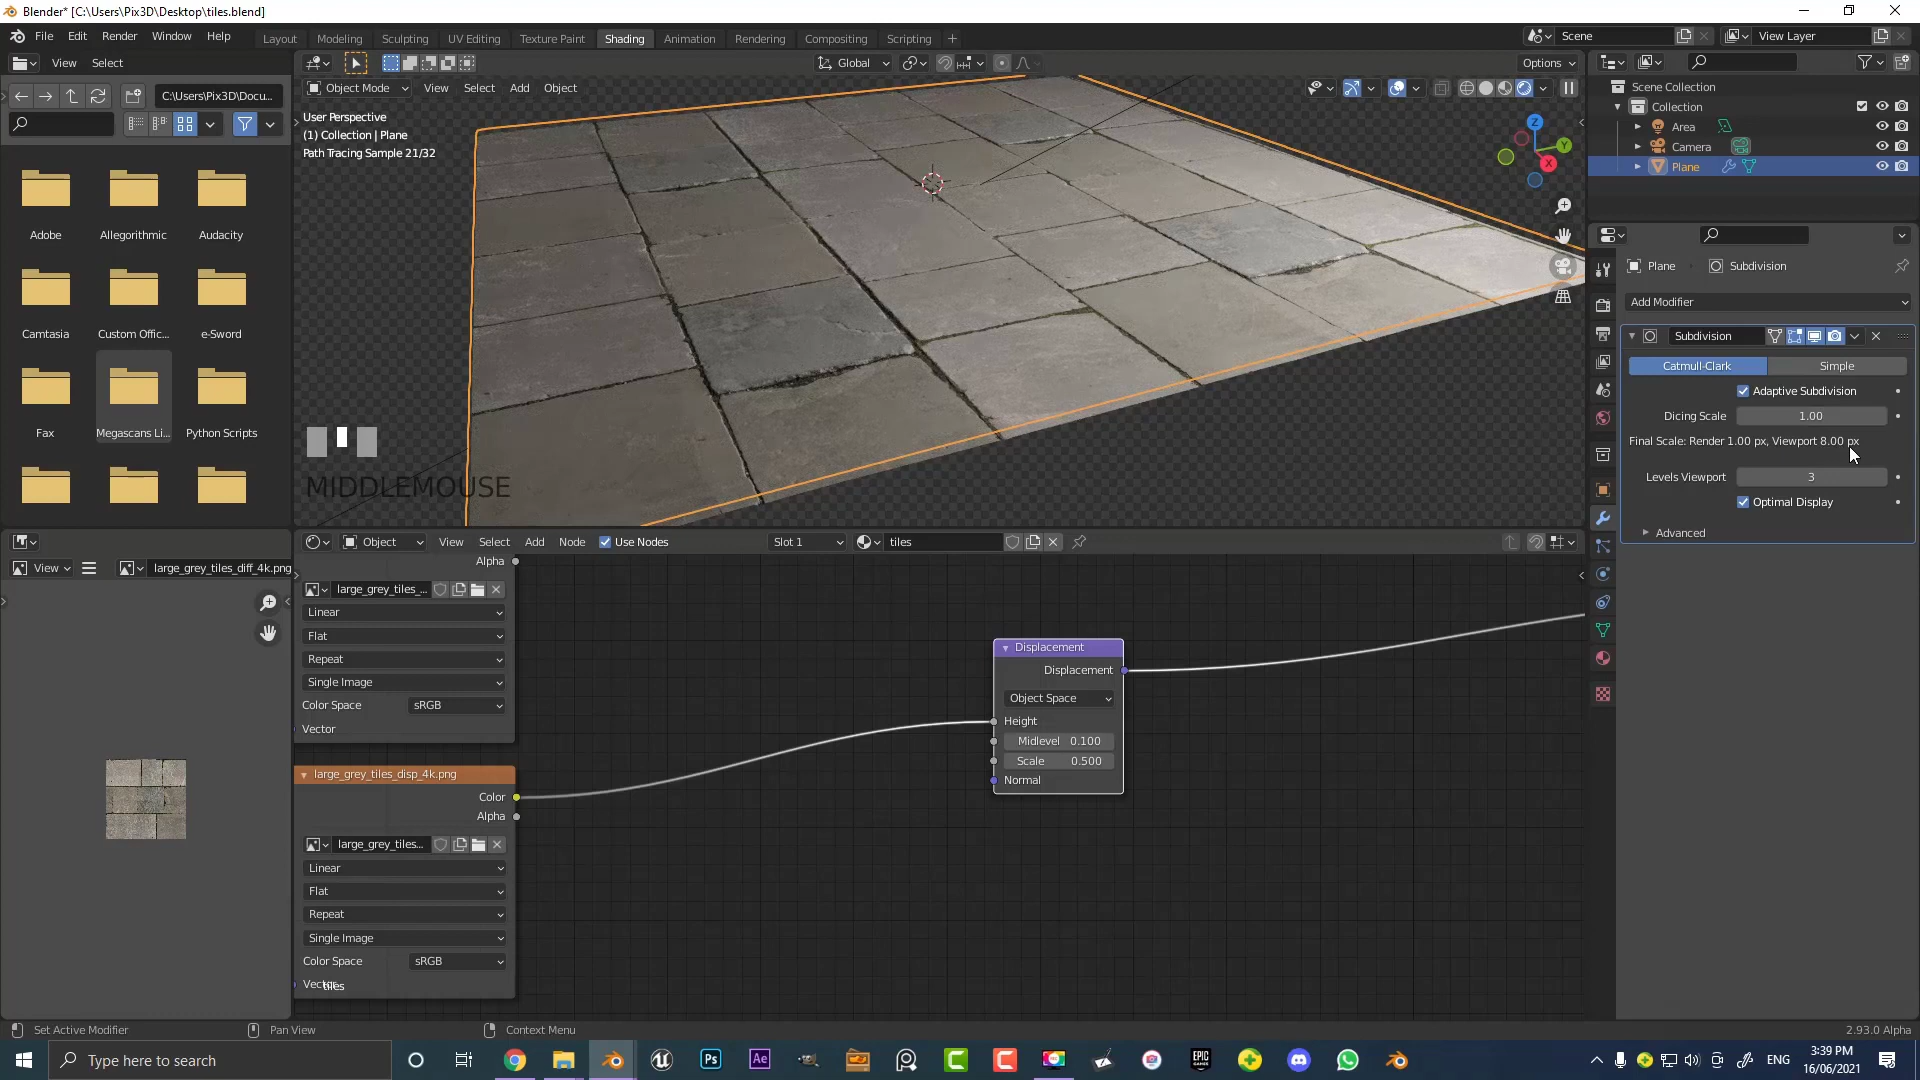 Blender* [C:\Users\Pix3D\Desktop\tiles.blend]
File Edit Render Window Help
Layout Modeling Sculpting UV Editing Texture Paint Shading Animation Rendering Compositing Scripting
Scene
View Layer
View Select
Global
Options
C:\Users\Pix3D\Docu...
Object Mode View Select Add Object
User Perspective
(1) Collection | Plane
Path Tracing Sample 21/32
MIDDLEMOUSE
Z
Y
X
Adobe
Allegorithmic
Audacity
Camtasia
Custom Offic...
e-Sword
Fax
Megascans Li...
Python Scripts
Scene Collection
Collection
Area
Camera
Plane
Plane
Subdivision
Add Modifier
Subdivision
Catmull-Clark
Simple
Adaptive Subdivision
Dicing Scale 1.00
Final Scale: Render 1.00 px, Viewport 8.00 px
Levels Viewport 3
Optimal Display
Advanced
View
large_grey_tiles_diff_4k.png
Object View Select Add Node Use Nodes Slot 1 tiles
Alpha
large_grey_tiles_...
Linear
Flat
Repeat
Single Image
Color Space sRGB
Vector
large_grey_tiles_disp_4k.png
Color
Alpha
large_grey_tiles...
Linear
Flat
Repeat
Single Image
Color Space sRGB
Vector
tiles
Displacement
Displacement
Object Space
Height
Midlevel 0.100
Scale 0.500
Normal
Set Active Modifier
Pan View
Context Menu
2.93.0 Alpha
Type here to search
Ps
Ae
EPIC GAMES
ENG
3:39 PM
16/06/2021